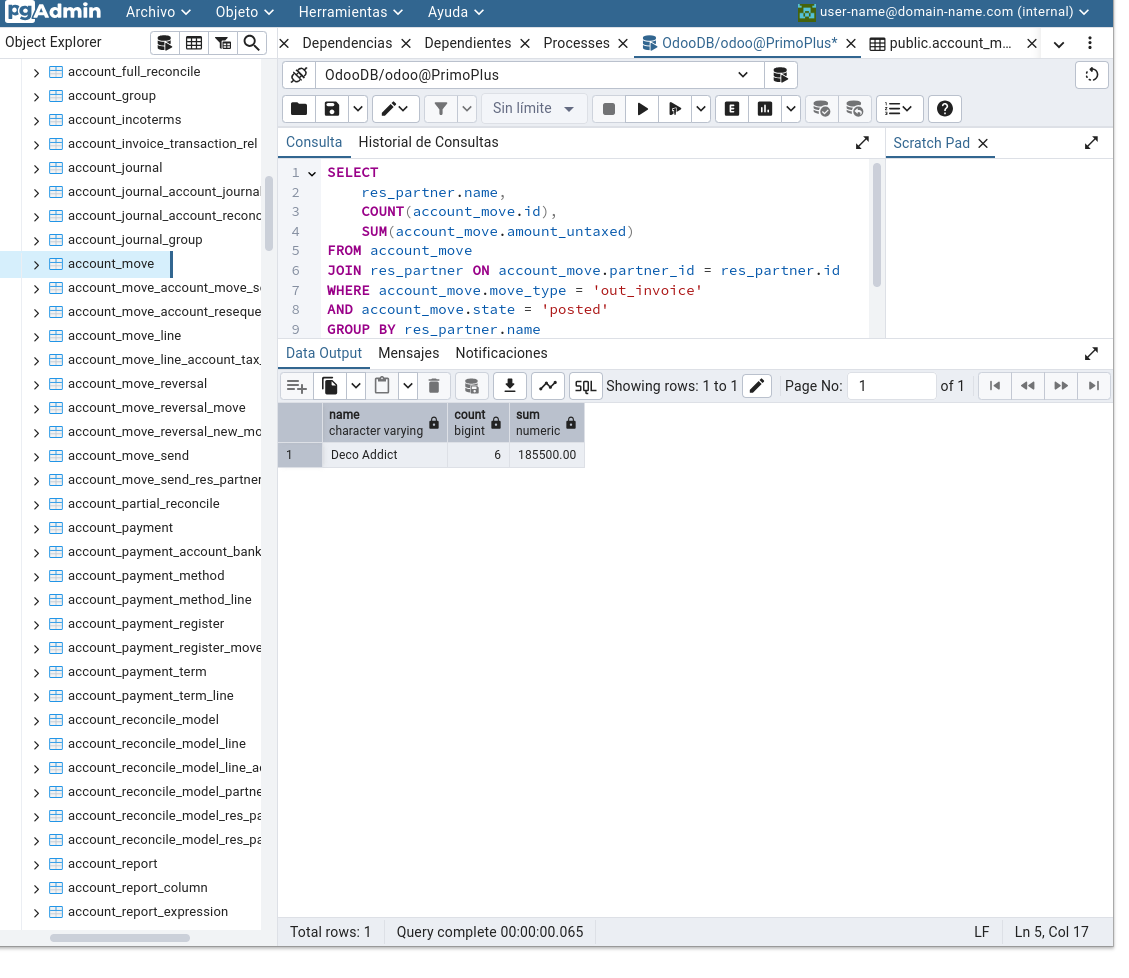 pgAdmin Archivo Objeto Herramientas Ayuda user-name@domain-name.com (internal)
Object Explorer
Dependencias Dependientes Processes OdooDB/odoo@PrimoPlus* public.account_m...
account_full_reconcile
account_group
account_incoterms
account_invoice_transaction_rel
account_journal
account_journal_account_journal
account_journal_account_reconc
account_journal_group
account_move
account_move_account_move_se
account_move_account_reseque
account_move_line
account_move_line_account_tax_
account_move_reversal
account_move_reversal_move
account_move_reversal_new_mo
account_move_send
account_move_send_res_partner
account_partial_reconcile
account_payment
account_payment_account_bank
account_payment_method
account_payment_method_line
account_payment_register
account_payment_register_move
account_payment_term
account_payment_term_line
account_reconcile_model
account_reconcile_model_line
account_reconcile_model_line_ac
account_reconcile_model_partne
account_reconcile_model_res_pa
account_reconcile_model_res_pa
account_report
account_report_column
account_report_expression
OdooDB/odoo@PrimoPlus
Sin límite E
Consulta Historial de Consultas
Scratch Pad
1 SELECT
2 res_partner.name,
3 COUNT(account_move.id),
4 SUM(account_move.amount_untaxed)
5 FROM account_move
6 JOIN res_partner ON account_move.partner_id = res_partner.id
7 WHERE account_move.move_type = 'out_invoice'
8 AND account_move.state = 'posted'
9 GROUP BY res_partner.name
Data Output Mensajes Notificaciones
SQL Showing rows: 1 to 1 Page No: 1 of 1
name count sum
character varying bigint numeric
1 Deco Addict 6 185500.00
Total rows: 1 Query complete 00:00:00.065 LF Ln 5, Col 17